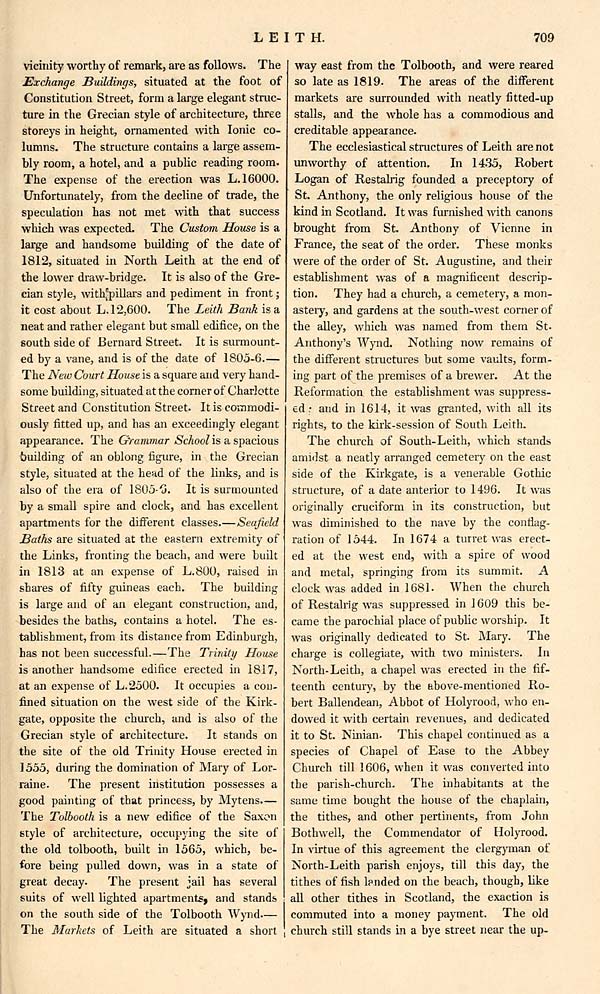 LEITH. 709
vicinity worthy of remark, are as follows. The
Exchange Buildings, situated at the foot of
Constitution Street, form a large elegant struc-
ture in the Grecian style of architecture, three
storeys in height, ornamented with Ionic co-
lumns. The structure contains a large assem-
bly room, a hotel, and a public reading room.
The expense of the erection was L.16000.
Unfortunately, from the decline of trade, the
speculation has not met with that success
which was expected. The Custom House is a
large and handsome building of the date of
1812, situated in North Leith at the end of
the lower draw-bridge. It is also of the Gre-
cian style, with pillars and pediment in front;
it cost about L.12,600. The Leith Bank is a
neat and rather elegant but small edifice, on the
south side of Bernard Street. It is surmount-
ed by a vane, and is of the date of 1805-6.—
The New Court House is a square and very hand-
some building, situated at the corner of Charlotte
Street and Constitution Street. It is commodi-
ously fitted up, and has an exceedingly elegant
appearance. The Grammar School is a spacious
building of an oblong figure, in the Grecian
style, situated at the head of the links, and is
also of the era of 1805-6. It is surmounted
by a small spire and clock, and has excellent
apartments for the different classes.—Seafield
Baths are situated at the eastern extremity of
the Links, fronting the beach, and were built
in 1813 at an expense of L.800, raised in
shares of fifty guineas each. The building
is large and of an elegant construction, and,
besides the baths, contains a hotel. The es-
tablishment, from its distance from Edinburgh,
has not been successful.—The Trinity House
is another handsome edifice erected in 1817,
at an expense of L.2500. It occupies a con-
fined situation on the west side of the Kirk-
gate, opposite the church, and is also of the
Grecian style of architecture. It stands on
the site of the old Trinity House erected in
1555, during the domination of Mary of Lor-
raine. The present institution possesses a
good painting of that princess, by Mytens.—
The Tolbooth is a new edifice of the Saxon
style of architecture, occupying the site of
the old tolbooth, built in 1565, which, be-
fore being pulled down, was in a state of
great decay. The present jail has several
suits of well lighted apartments, and stands
on the south side of the Tolbooth Wynd.—
The Markets of Leith are situated a short
way east from the Tolbooth, and were reared
so late as 1819. The areas of the different
markets are surrounded with neatly fitted-up
stalls, and the whole has a commodious and
creditable appearance.
The ecclesiastical structures of Leith are not
unworthy of attention. In 1435, Robert
Logan of Restalrig founded a preceptory of
St. Anthony, the only religious house of the
kind in Scotland. It was furnished with canons
brought from St. Anthony of Vienne in
France, the seat of the order. These monks
were of the order of St. Augustine, and their
establishment was of a magnificent descrip-
tion. They had a church, a cemetery, a mon-
astery, and gardens at the south-west corner of
the alley, which was named from them St.
Anthony's Wynd. Nothing now remains of
the different structures but some vaults, form-
ing part of the premises of a brewer. At the
Reformation the establishment was suppress-
ed: and in 1614, it was granted, with all its
rights, to the kirk-session of South Leith.
The church of South-Leith, which stands
amidst a neatly arranged cemetery on the east
side of the Kirkgate, is a venerable Gothic
structure, of a date anterior to 1496. It was
originally cruciform in its construction, but
was diminished to the nave by the conflag-
ration of 1544. In 1674 a turret was erect-
ed at the west end, with a spire of wood
and metal, springing from its summit. A
clock was added in 1681. When the church
of Restalrig was suppressed in 1609 this be-
came the parochial place of public worship. It
was originally dedicated to St. Mary. The
charge is collegiate, with two ministers. In
North-Leith, a chapel was erected in the fif-
teenth century, by the above-mentioned Ro-
bert Ballendean, Abbot of Holyrood, who en-
dowed it with certain revenues, and dedicated
it to St. Ninian. This chapel continued as a
species of Chapel of Ease to the Abbey
Church till 1606, when it was converted into
the parish-church. The inhabitants at the
same time bought the house of the chaplain,
the tithes, and other pertinents, from John
Bothwell, the Commendator of Holyrood.
In virtue of this agreement the clergyman of
North-Leith parish enjoys, till this day, the
tithes of fish landed on the beach, though, like
all other tithes in Scotland, the exaction is
commuted into a money payment. The old
church still stands in a bye street near the up-